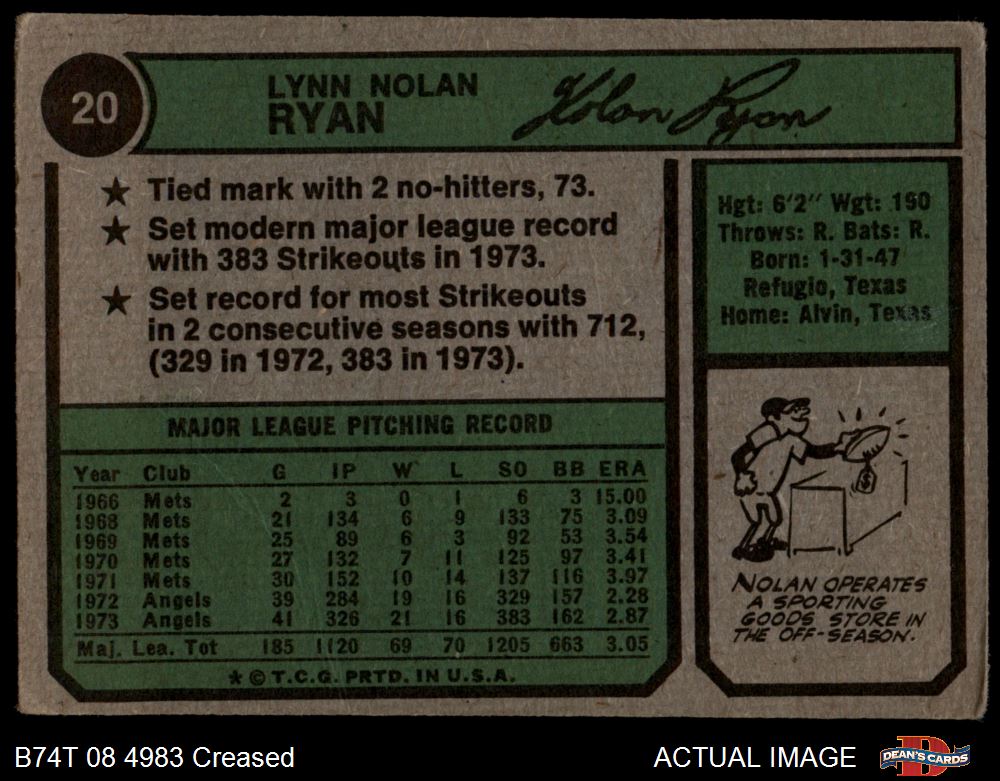 20
LYNN NOLAN
RYAN
Nolan Ryan
★ Tied mark with 2 no-hitters, 73.
★ Set modern major league record
with 383 Strikeouts in 1973.
★ Set record for most Strikeouts
in 2 consecutive seasons with 712,
(329 in 1972, 383 in 1973).
Hgt: 6'2" Wgt: 190
Throws: R. Bats: R.
Born: 1-31-47
Refugio, Texas
Home: Alvin, Texas
MAJOR LEAGUE PITCHING RECORD
Year Club G IP W L SO BB ERA
1966 Mets 2 3 0 1 6 3 15.00
1968 Mets 21 134 6 9 133 75 3.09
1969 Mets 25 89 6 3 92 53 3.54
1970 Mets 27 132 7 11 125 97 3.41
1971 Mets 30 152 10 14 137 116 3.97
1972 Angels 39 284 19 16 329 157 2.28
1973 Angels 41 326 21 16 383 162 2.87
Maj. Lea. Tot 185 1120 69 70 1205 663 3.05
★ © T.C.G. PRTD. IN U.S.A.
$
NOLAN OPERATES
A SPORTING
GOODS STORE IN
THE OFF-SEASON.
B74T 08 4983 Creased
ACTUAL IMAGE
DEAN'S CARDS